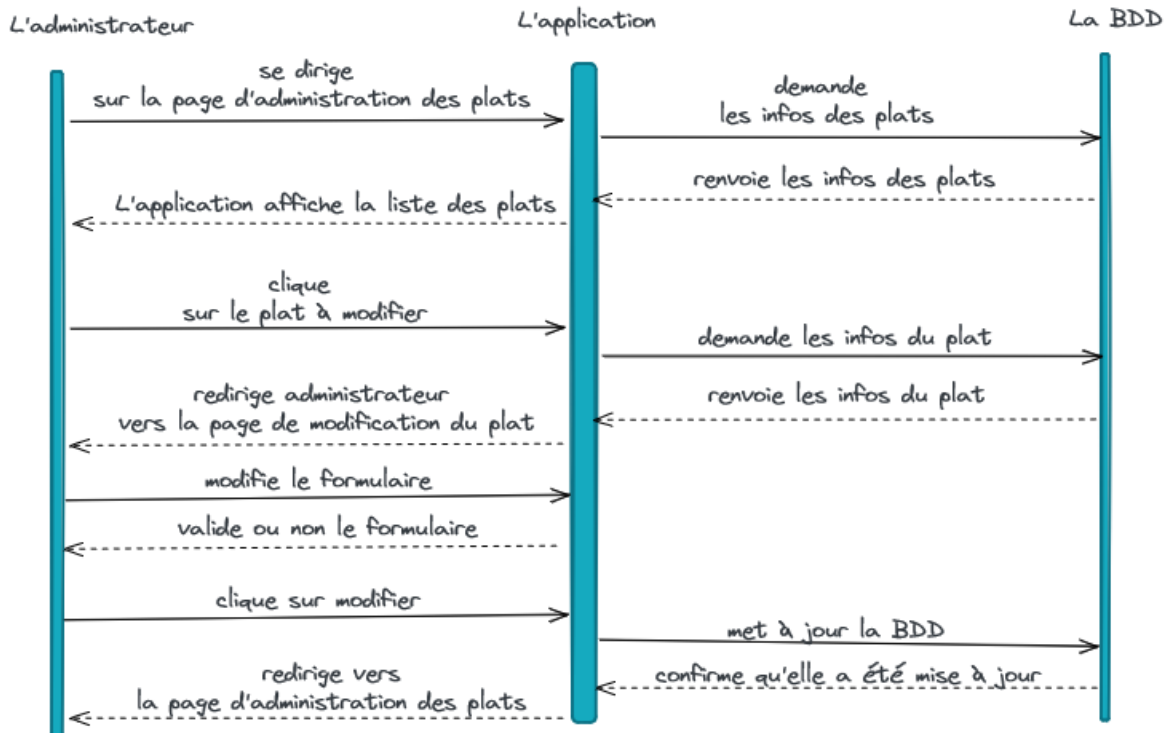 L'administrateur
L'application
La BDD
se dirige
sur la page d'administration des plats
demande
les infos des plats
renvoie les infos des plats
L'application affiche la liste des plats
clique
sur le plat à modifier
demande les infos du plat
redirige administrateur
vers la page de modification du plat
renvoie les infos du plat
modifie le formulaire
valide ou non le formulaire
clique sur modifier
met à jour la BDD
confirme qu'elle a été mise à jour
redirige vers
la page d'administration des plats